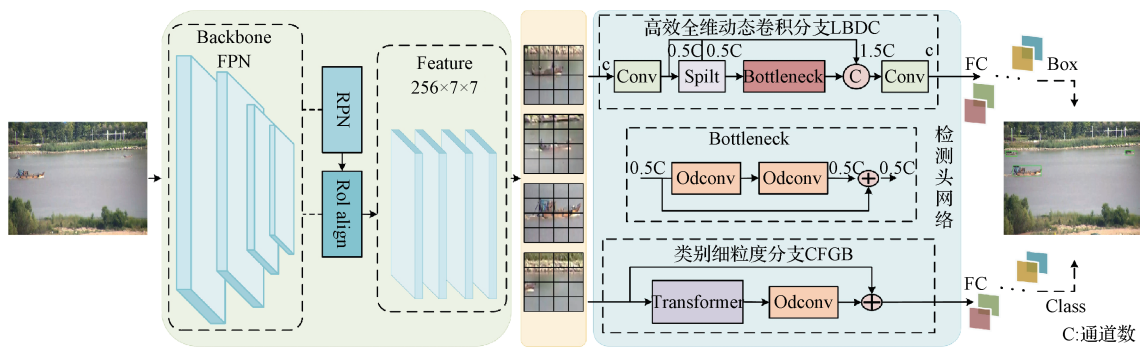 Backbone
FPN
RPN
RoI align
Feature
256×7×7
高效全维动态卷积分支LBDC
c
Conv
0.5C
0.5C
Spilt
Bottleneck
C
1.5C
c
Conv
FC
Box
Bottleneck
0.5C
Odconv
Odconv
0.5C
0.5C
检测头网络
类别细粒度分支CFGB
Transformer
Odconv
FC
Class
C:通道数